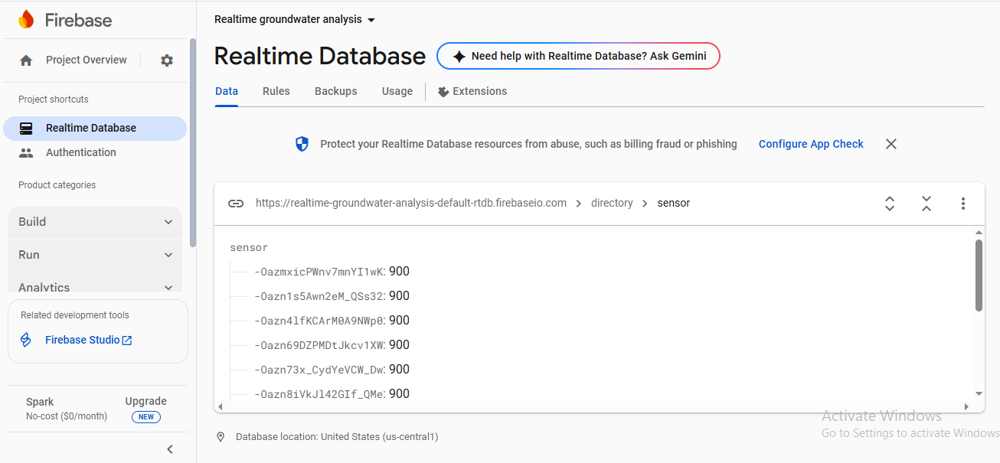 Firebase
Project Overview
Project shortcuts
Realtime Database
Authentication
Product categories
Build
Run
Analytics
Related development tools
Firebase Studio
Spark
No-cost ($0/month)
Upgrade
NEW
Realtime groundwater analysis
Realtime Database
Need help with Realtime Database? Ask Gemini
Data Rules Backups Usage Extensions
Protect your Realtime Database resources from abuse, such as billing fraud or phishing Configure App Check
https://realtime-groundwater-analysis-default-rtdb.firebaseio.com > directory > sensor
sensor
-OazmxicPWnv7mnYI1wK: 900
-Oazn1s5Awn2eM_QSs32: 900
-Oazn4lfKCArM0A9NWp0: 900
-Oazn69DZPMDtJkcv1XW: 900
-Oazn73x_CydYeVCW_Dw: 900
-Oazn8iVkJl42GIf_QMe: 900
Database location: United States (us-central1)
Activate Windows
Go to Settings to activate Windows